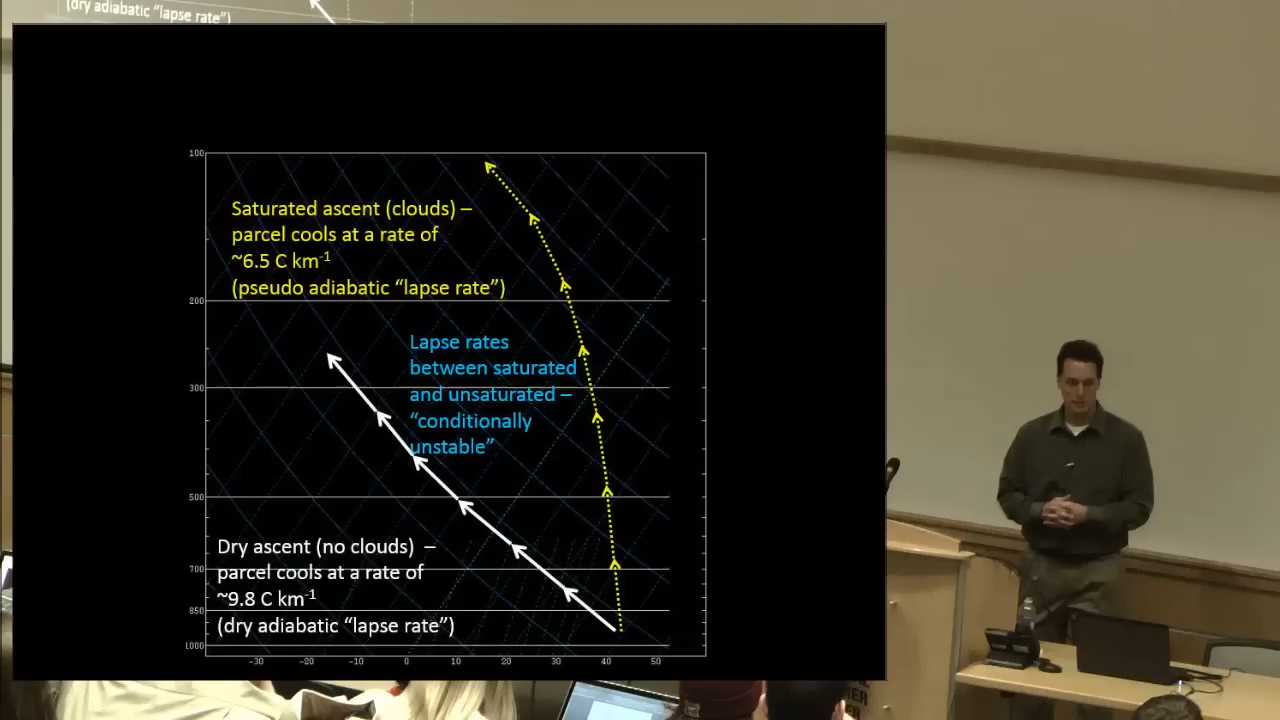 (dry adiabatic “lapse rate”)
100
Saturated ascent (clouds) –
parcel cools at a rate of
~6.5 C km-1
(pseudo adiabatic “lapse rate”)
200
Lapse rates
between saturated
and unsaturated –
“conditionally
unstable”
300
500
Dry ascent (no clouds) –
parcel cools at a rate of
~9.8 C km-1
(dry adiabatic “lapse rate”)
700
850
1000
-30 -20 -10 0 10 20 30 40 50